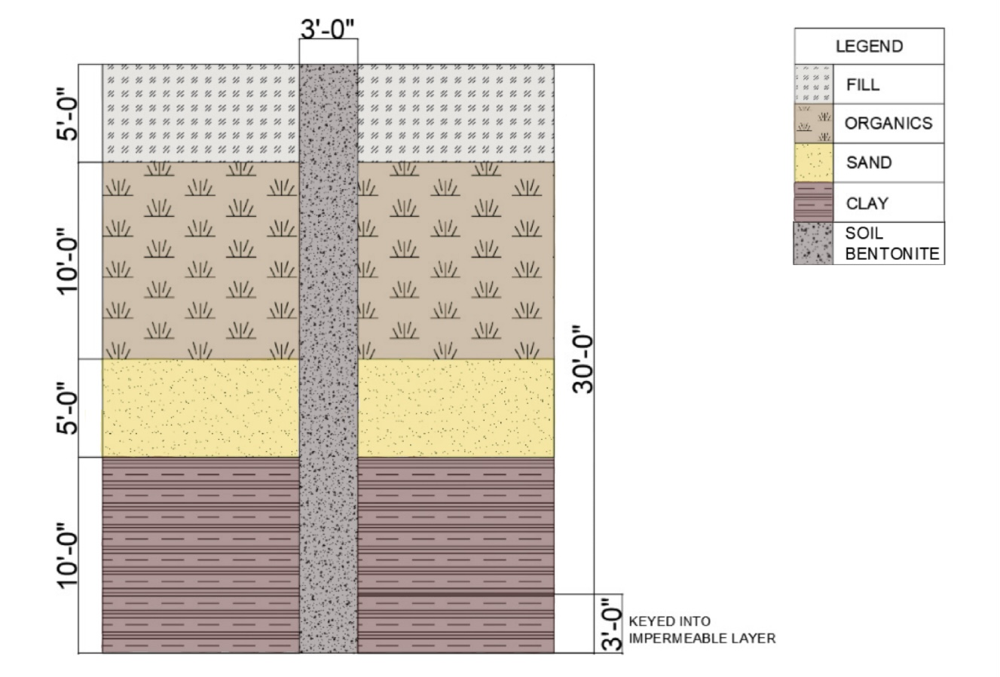 3'-0"
5'-0"
10'-0"
5'-0"
10'-0"
30'-0"
3'-0"
KEYED INTO
IMPERMEABLE LAYER
LEGEND
FILL
ORGANICS
SAND
CLAY
SOIL
BENTONITE